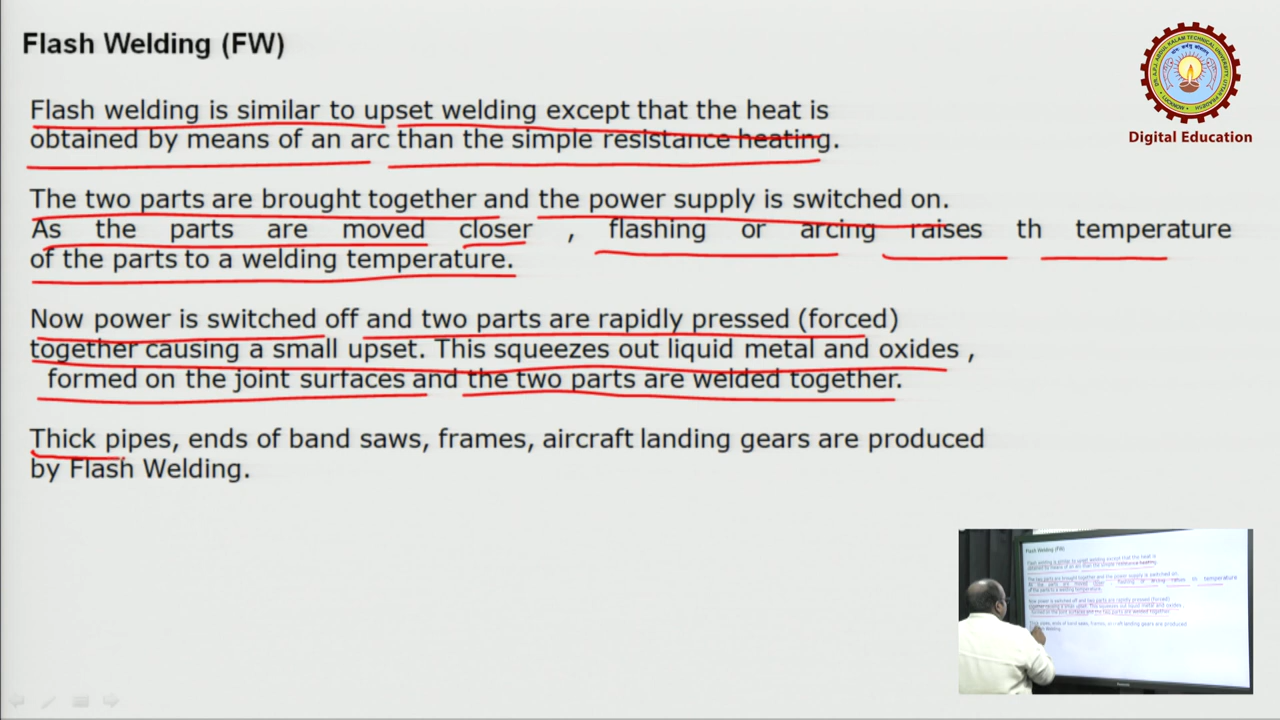 Flash Welding (FW)
Flash welding is similar to upset welding except that the heat is
obtained by means of an arc than the simple resistance heating.
The two parts are brought together and the power supply is switched on.
As the parts are moved closer , flashing or arcing raises th temperature
of the parts to a welding temperature.
Now power is switched off and two parts are rapidly pressed (forced)
together causing a small upset. This squeezes out liquid metal and oxides ,
formed on the joint surfaces and the two parts are welded together.
Thick pipes, ends of band saws, frames, aircraft landing gears are produced
by Flash Welding.
Digital Education